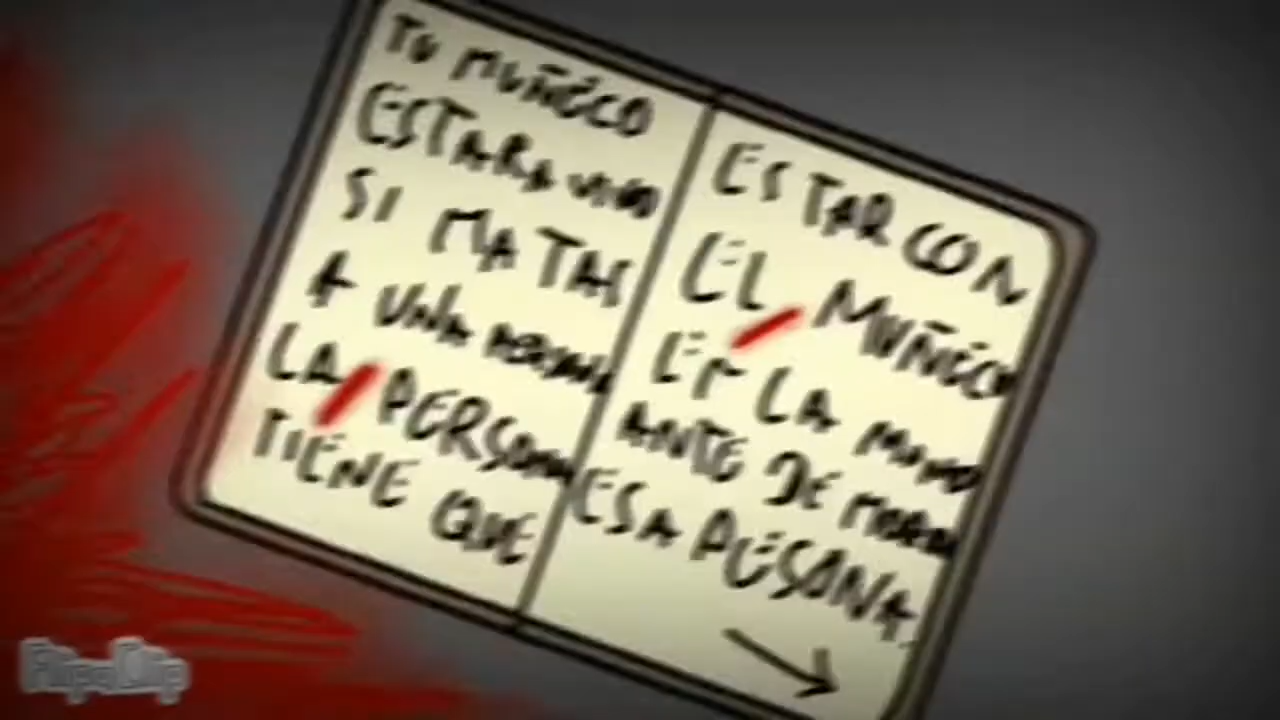 TU MUÑECO
ESTARA VIVO
SI MATAS
A UNA PERSONA
LA PERSONA
TIENE QUE
ESTAR CON
EL MUÑECO
EN LA MANO
ANTE DE MORIR
ESA PESONA,
FlipaClip